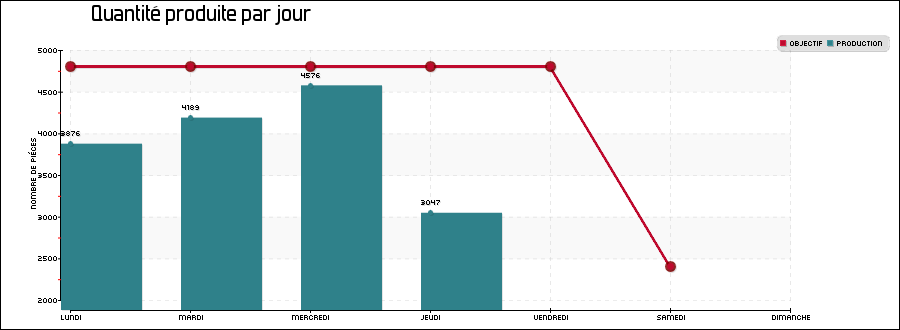 Quantité produite par jour
OBJECTIF PRODUCTION
5000
4500
4000
3500
3000
2500
2000
NOMBRE DE PIÈCES
3876
4189
4576
3047
LUNDI MARDI MERCREDI JEUDI VENDREDI SAMEDI DIMANCHE